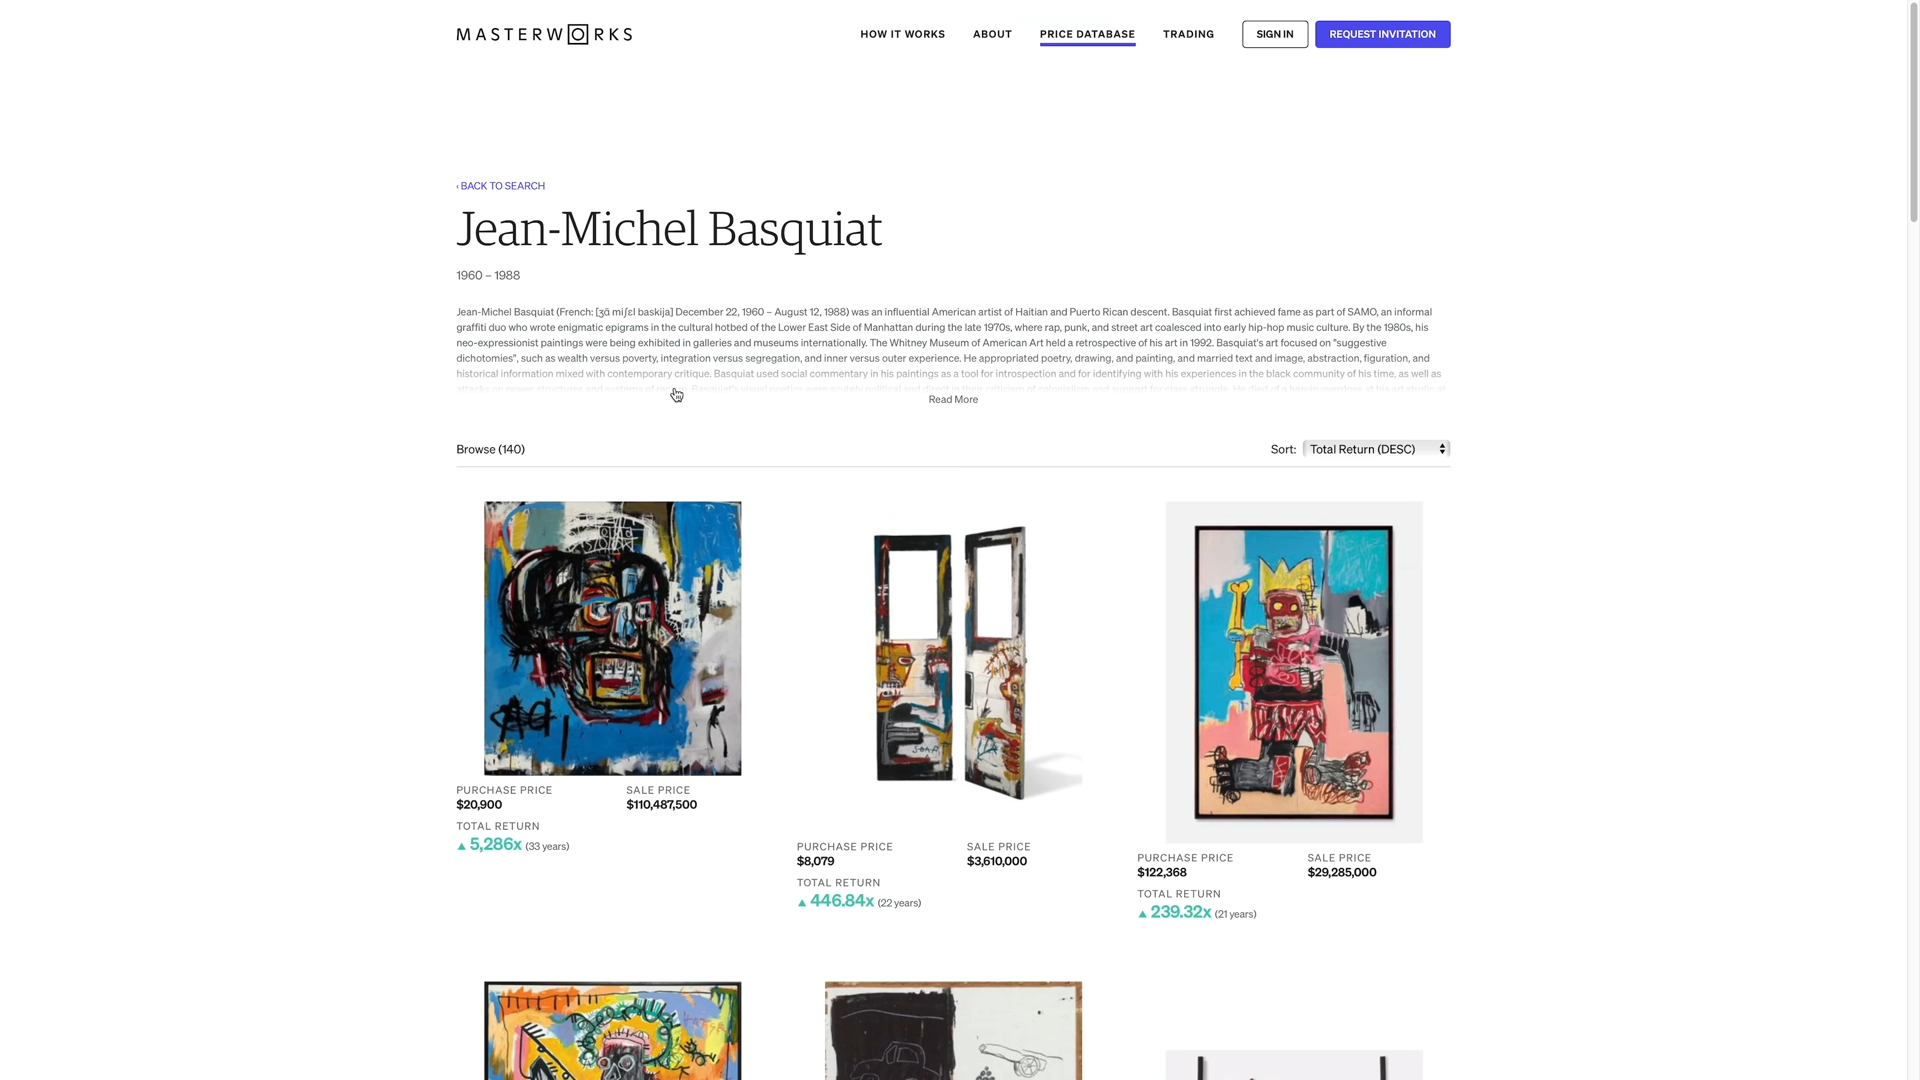 MASTERWORKS
HOW IT WORKS
ABOUT
PRICE DATABASE
TRADING
SIGN IN
REQUEST INVITATION
‹ BACK TO SEARCH
Jean-Michel Basquiat
1960 – 1988
Jean-Michel Basquiat (French: [ʒɑ̃ miʃɛl baskija] December 22, 1960 – August 12, 1988) was an influential American artist of Haitian and Puerto Rican descent. Basquiat first achieved fame as part of SAMO, an informal
graffiti duo who wrote enigmatic epigrams in the cultural hotbed of the Lower East Side of Manhattan during the late 1970s, where rap, punk, and street art coalesced into early hip-hop music culture. By the 1980s, his
neo-expressionist paintings were being exhibited in galleries and museums internationally. The Whitney Museum of American Art held a retrospective of his art in 1992. Basquiat's art focused on "suggestive
dichotomies", such as wealth versus poverty, integration versus segregation, and inner versus outer experience. He appropriated poetry, drawing, and painting, and married text and image, abstraction, figuration, and
historical information mixed with contemporary critique. Basquiat used social commentary in his paintings as a tool for introspection and for identifying with his experiences in the black community of his time, as well as
Read More
Browse (140)
Sort: Total Return (DESC)
PURCHASE PRICE
$20,900
SALE PRICE
$110,487,500
TOTAL RETURN
5,286x (33 years)
PURCHASE PRICE
$8,079
SALE PRICE
$3,610,000
TOTAL RETURN
446.84x (22 years)
PURCHASE PRICE
$122,368
SALE PRICE
$29,285,000
TOTAL RETURN
239.32x (21 years)